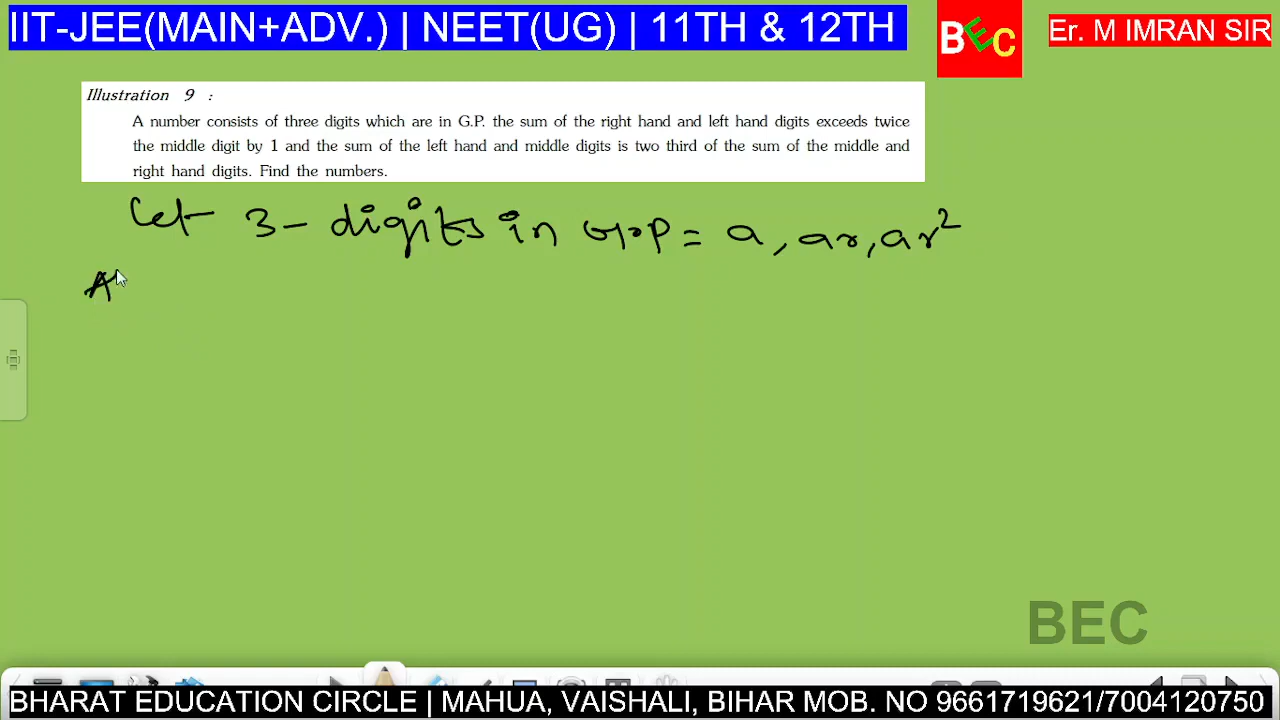 IIT-JEE(MAIN+ADV.) | NEET(UG) | 11TH & 12TH
BEC
Er. M IMRAN SIR
Illustration 9 :
A number consists of three digits which are in G.P. the sum of the right hand and left hand digits exceeds twice
the middle digit by 1 and the sum of the left hand and middle digits is two third of the sum of the middle and
right hand digits. Find the numbers.
Let 3-digits in G.P = a, ar, ar²
A
BEC
BHARAT EDUCATION CIRCLE | MAHUA, VAISHALI, BIHAR MOB. NO 9661719621/7004120750